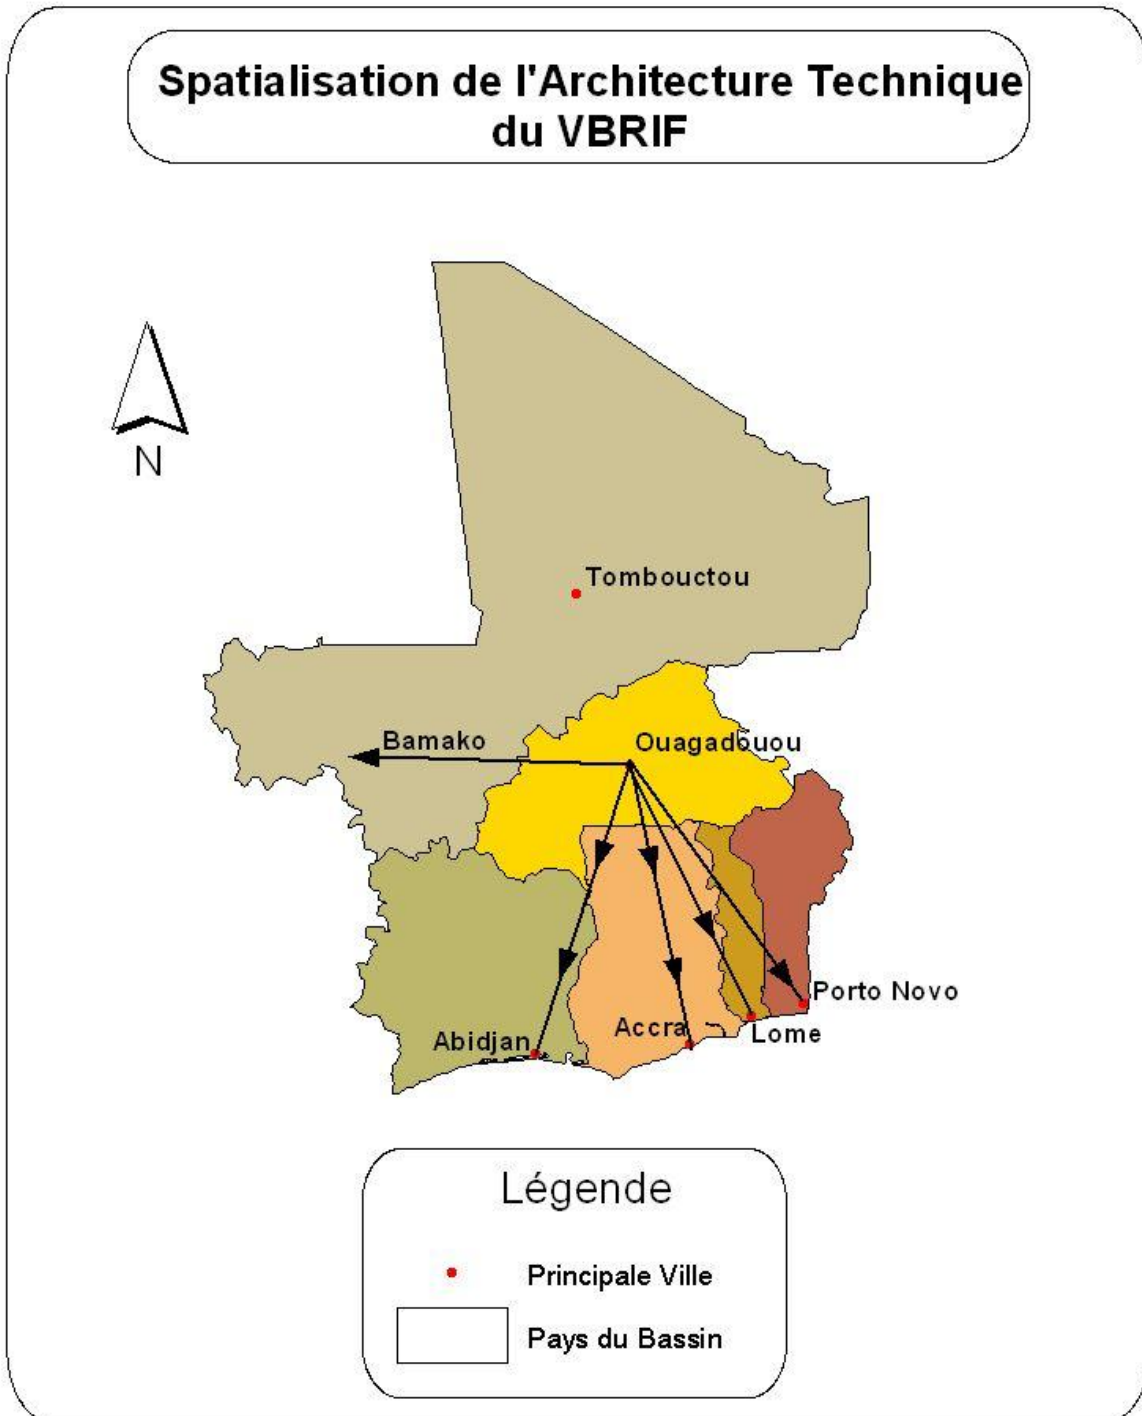 Spatialisation de l'Architecture Technique
du VBRIF
N
Tombouctou
Bamako
Ouagadouou
Porto Novo
Accra
Lome
Abidjan
Légende
Principale Ville
Pays du Bassin